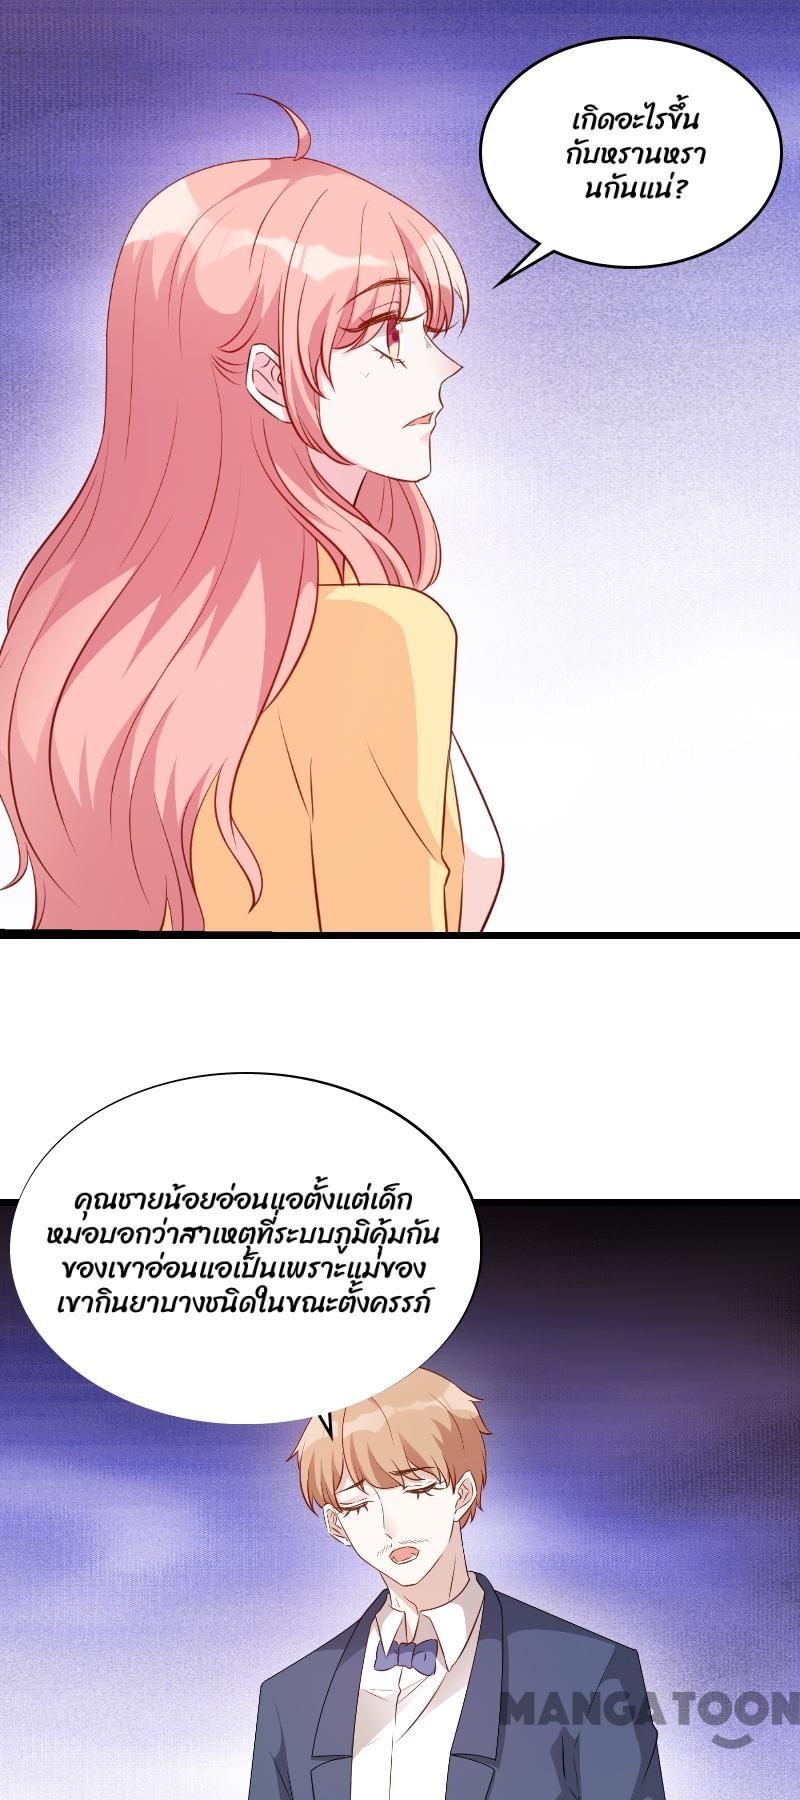 เกิดอะไรขึ้น
กับหรานหรา
นกันแน่?
คุณชายน้อยอ่อนแอตั้งแต่เด็ก
หมอบอกว่าสาเหตุที่ระบบภูมิคุ้มกัน
ของเขาอ่อนแอเป็นเพราะแม่ของ
เขากินยาบางชนิดในขณะตั้งครรภ์
MANGATOON